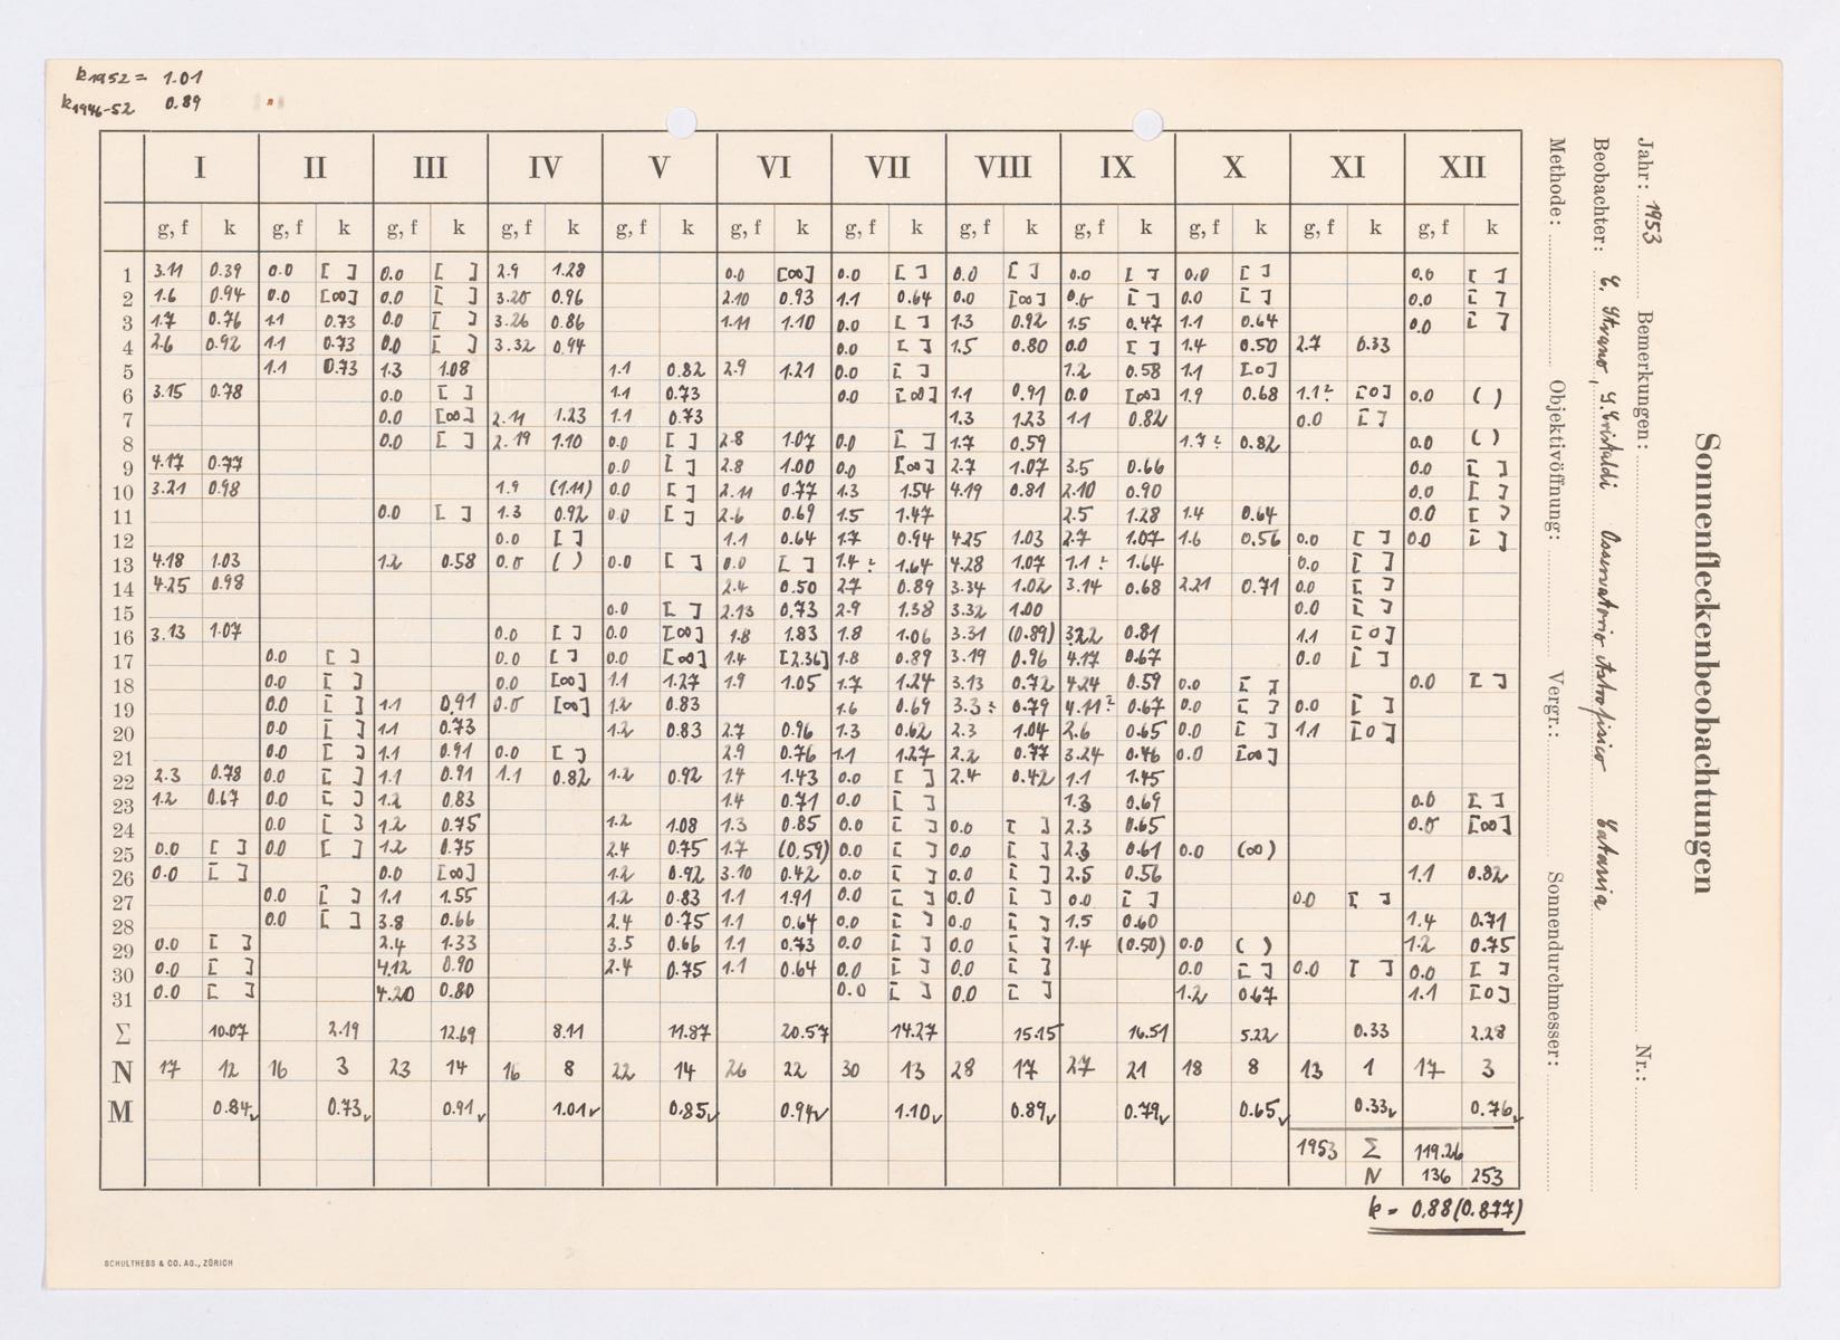 k1952 = 1.01
k1946-52 0.89
I II III IV V VI VII VIII IX X XI XII
g, f k g, f k g, f k g, f k g, f k g, f k g, f k g, f k g, f k g, f k g, f k g, f k
1 3.11 0.39 0.0 [ ] 0.0 [ ] 2.9 1.28 0.0 [∞] 0.0 [ ] 0.0 [ ] 0.0 [ ] 0.0 [ ] 0.0 [ ]
2 1.6 0.94 0.0 [∞] 0.0 [ ] 3.20 0.96 2.10 0.93 1.1 0.64 0.0 [∞] 0.0 [ ] 0.0 [ ] 0.0 [ ]
3 1.7 0.76 1.1 0.73 0.0 [ ] 3.26 0.86 1.11 1.10 0.0 [ ] 1.3 0.92 1.5 0.47 1.1 0.64 0.0 [ ]
4 2.6 0.92 1.1 0.73 0.0 [ ] 3.32 0.94 0.0 [ ] 1.5 0.80 0.0 [ ] 1.4 0.50 2.7 0.33
5 1.1 0.73 1.3 1.08 1.1 0.82 2.9 1.21 0.0 [ ] 1.2 0.58 1.1 [0]
6 3.15 0.78 0.0 [ ] 1.1 0.73 0.0 [∞] 1.1 0.91 0.0 [∞] 1.9 0.68 1.1? [0] 0.0 ( )
7 0.0 [∞] 2.11 1.23 1.1 0.73 1.3 1.23 1.1 0.82 0.0 [ ]
8 0.0 [ ] 2.19 1.10 0.0 [ ] 2.8 1.07 0.0 [ ] 1.7 0.59 1.7? 0.82 0.0 ( )
9 4.17 0.77 0.0 [ ] 2.8 1.00 0.0 [∞] 2.7 1.07 3.5 0.66 0.0 [ ]
10 3.21 0.98 1.9 (1.11) 0.0 [ ] 2.11 0.77 1.3 1.54 4.19 0.81 2.10 0.90 0.0 [ ]
11 0.0 [ ] 1.3 0.92 0.0 [ ] 2.6 0.69 1.5 1.47 2.5 1.28 1.4 0.64 0.0 [ ]
12 0.0 [ ] 1.1 0.64 1.7 0.94 4.25 1.03 2.7 1.07 1.6 0.56 0.0 [ ] 0.0 [ ]
13 4.18 1.03 1.2 0.58 0.0 ( ) 0.0 [ ] 0.0 [ ] 1.4? 1.64 4.28 1.07 1.1? 1.64 0.0 [ ]
14 4.25 0.98 2.4 0.50 2.7 0.89 3.34 1.02 3.14 0.68 2.21 0.71 0.0 [ ]
15 0.0 [ ] 2.13 0.73 2.9 1.38 3.32 1.00 0.0 [ ]
16 3.13 1.07 0.0 [ ] 0.0 [∞] 1.8 1.83 1.8 1.06 3.31 (0.89) 3.22 0.81 1.1 [0]
17 0.0 [ ] 0.0 [ ] 0.0 [∞] 1.4 [2.36] 1.8 0.89 3.19 0.96 4.17 0.67 0.0 [ ]
18 0.0 [ ] 0.0 [∞] 1.1 1.27 1.9 1.05 1.7 1.24 3.13 0.72 4.24 0.59 0.0 [ ] 0.0 [ ]
19 0.0 [ ] 1.1 0.91 0.0 [∞] 1.2 0.83 1.6 0.69 3.3? 0.79 4.11? 0.67 0.0 [ ] 0.0 [ ]
20 0.0 [ ] 1.1 0.73 1.2 0.83 2.7 0.96 1.3 0.62 2.3 1.04 2.6 0.65 0.0 [ ] 1.1 [0]
21 0.0 [ ] 1.1 0.91 0.0 [ ] 2.9 0.76 1.1 1.27 2.2 0.77 3.24 0.46 0.0 [∞]
22 2.3 0.78 0.0 [ ] 1.1 0.91 1.1 0.82 1.2 0.92 1.4 1.43 0.0 [ ] 2.4 0.42 1.1 1.45
23 1.2 0.67 0.0 [ ] 1.2 0.83 1.4 0.71 0.0 [ ] 1.3 0.69 0.0 [ ]
24 0.0 [ ] 1.2 0.75 1.2 1.08 1.3 0.85 0.0 [ ] 0.0 [ ] 2.3 0.65 0.0 [∞]
25 0.0 [ ] 0.0 [ ] 1.2 0.75 2.4 0.75 1.7 (0.59) 0.0 [ ] 0.0 [ ] 2.3 0.61 0.0 (∞)
26 0.0 [ ] 0.0 [∞] 1.2 0.92 3.10 0.42 0.0 [ ] 0.0 [ ] 2.5 0.56 1.1 0.82
27 0.0 [ ] 1.1 1.55 1.2 0.83 1.1 1.91 0.0 [ ] 0.0 [ ] 0.0 [ ] 0.0 [ ]
28 0.0 [ ] 3.8 0.66 2.4 0.75 1.1 0.64 0.0 [ ] 0.0 [ ] 1.5 0.60 1.4 0.71
29 0.0 [ ] 2.4 1.33 3.5 0.66 1.1 0.73 0.0 [ ] 0.0 [ ] 1.4 (0.50) 0.0 ( ) 1.2 0.75
30 0.0 [ ] 4.12 0.90 2.4 0.75 1.1 0.64 0.0 [ ] 0.0 [ ] 0.0 [ ] 0.0 [ ] 0.0 [ ]
31 0.0 [ ] 4.20 0.80 0.0 [ ] 0.0 [ ] 1.2 0.67 1.1 [0]
Σ 10.07 2.19 12.69 8.11 11.87 20.57 14.27 15.15 16.51 5.22 0.33 2.28
N 17 12 16 3 23 14 16 8 22 14 26 22 30 13 28 17 27 21 18 8 13 1 17 3
M 0.84✓ 0.73✓ 0.91✓ 1.01✓ 0.85✓ 0.94✓ 1.10✓ 0.89✓ 0.79✓ 0.65✓ 0.33✓ 0.76✓
1953 Σ 119.26
N 136 253
k = 0.88 (0.877)
SCHULTHESS & CO. AG., ZÜRICH
Sonnenfleckenbeobachtungen
Jahr: 1953 Bemerkungen: Nr.:
Beobachter: Osservatorio Astrofisico Catania
Methode: Objektivöffnung: Vergr.: Sonnendurchmesser: